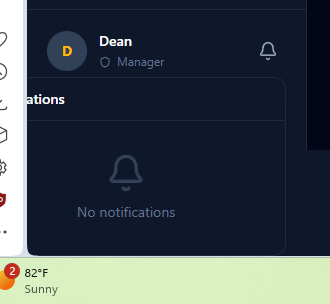 D
Dean
Manager
ations
No notifications
2
82°F
Sunny